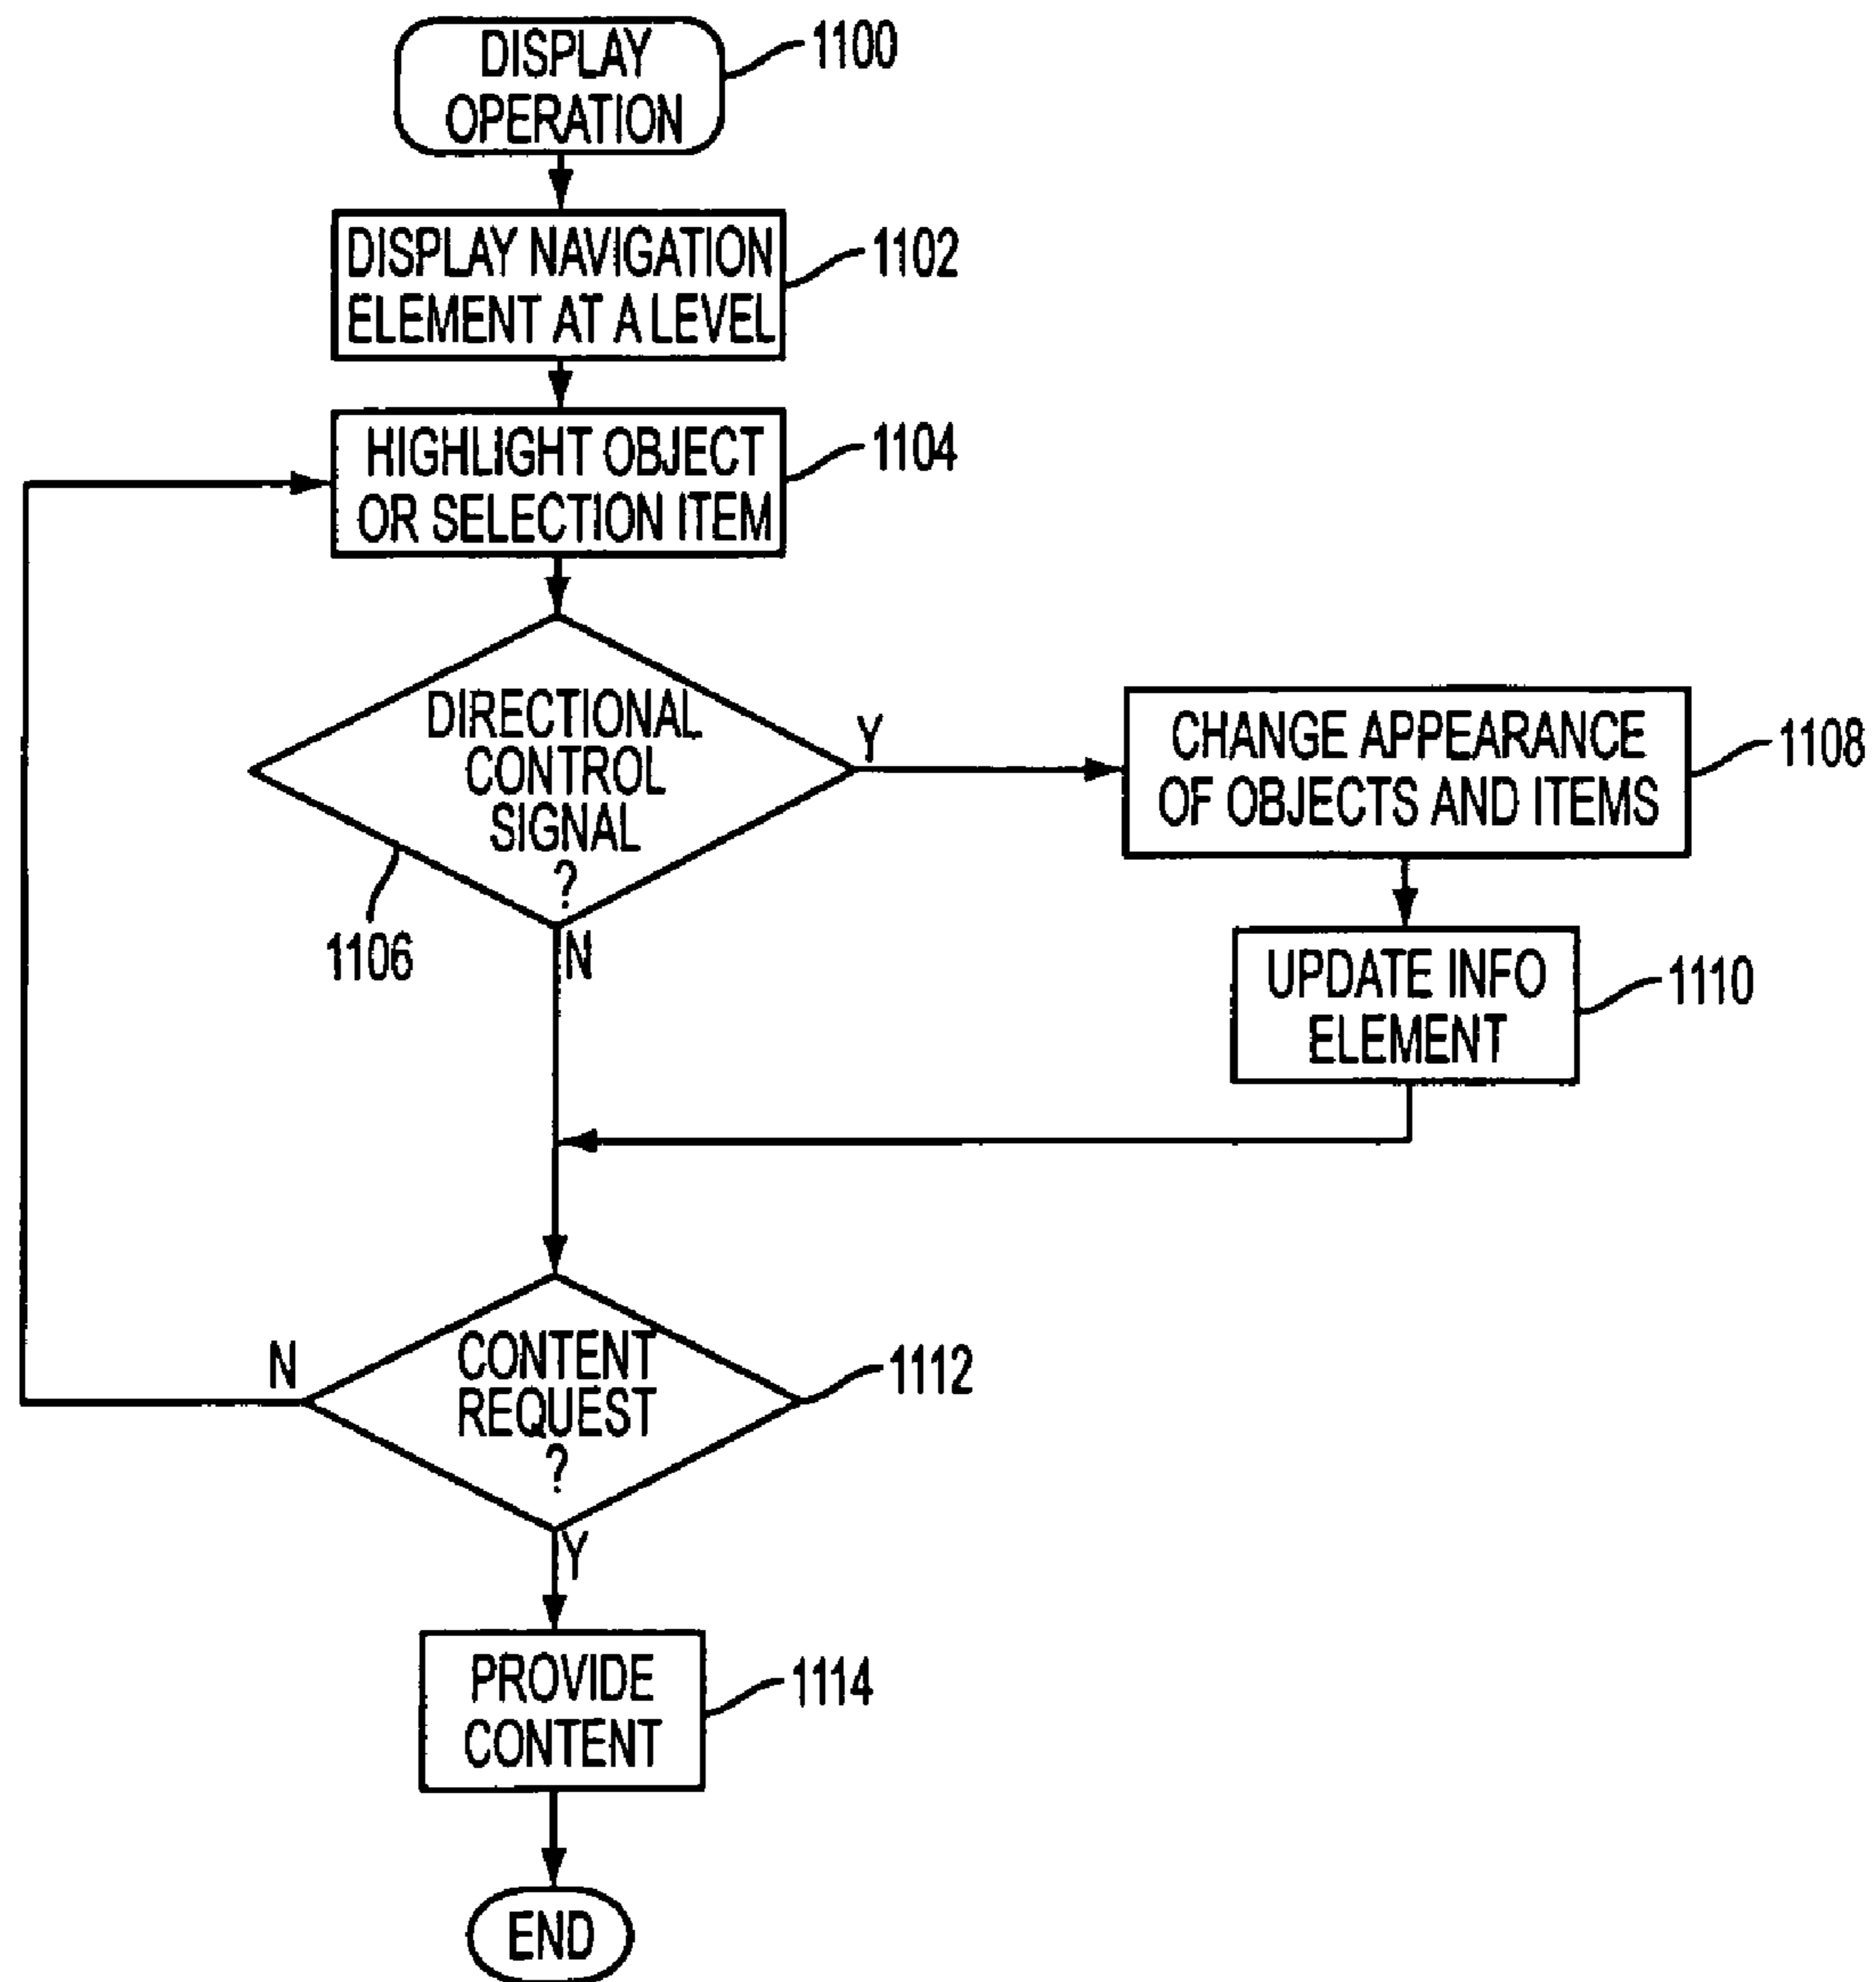 DISPLAY
OPERATION
1100
DISPLAY NAVIGATION
ELEMENT AT A LEVEL
1102
HIGHLIGHT OBJECT
OR SELECTION ITEM
1104
DIRECTIONAL
CONTROL
SIGNAL
?
1106
Y
N
CHANGE APPEARANCE
OF OBJECTS AND ITEMS
1108
UPDATE INFO
ELEMENT
1110
CONTENT
REQUEST
?
1112
N
Y
PROVIDE
CONTENT
1114
END